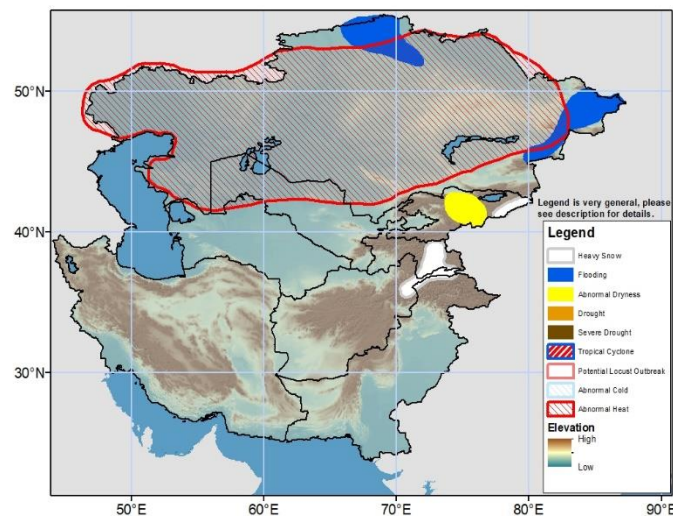 50°N
40°N
30°N
50°E
60°E
70°E
80°E
90°E
Legend is very general, please
see description for details.
Legend
Heavy Snow
Flooding
Abnormal Dryness
Drought
Severe Drought
Tropical Cyclone
Potential Locust Outbreak
Abnormal Cold
Abnormal Heat
Elevation
High
Low